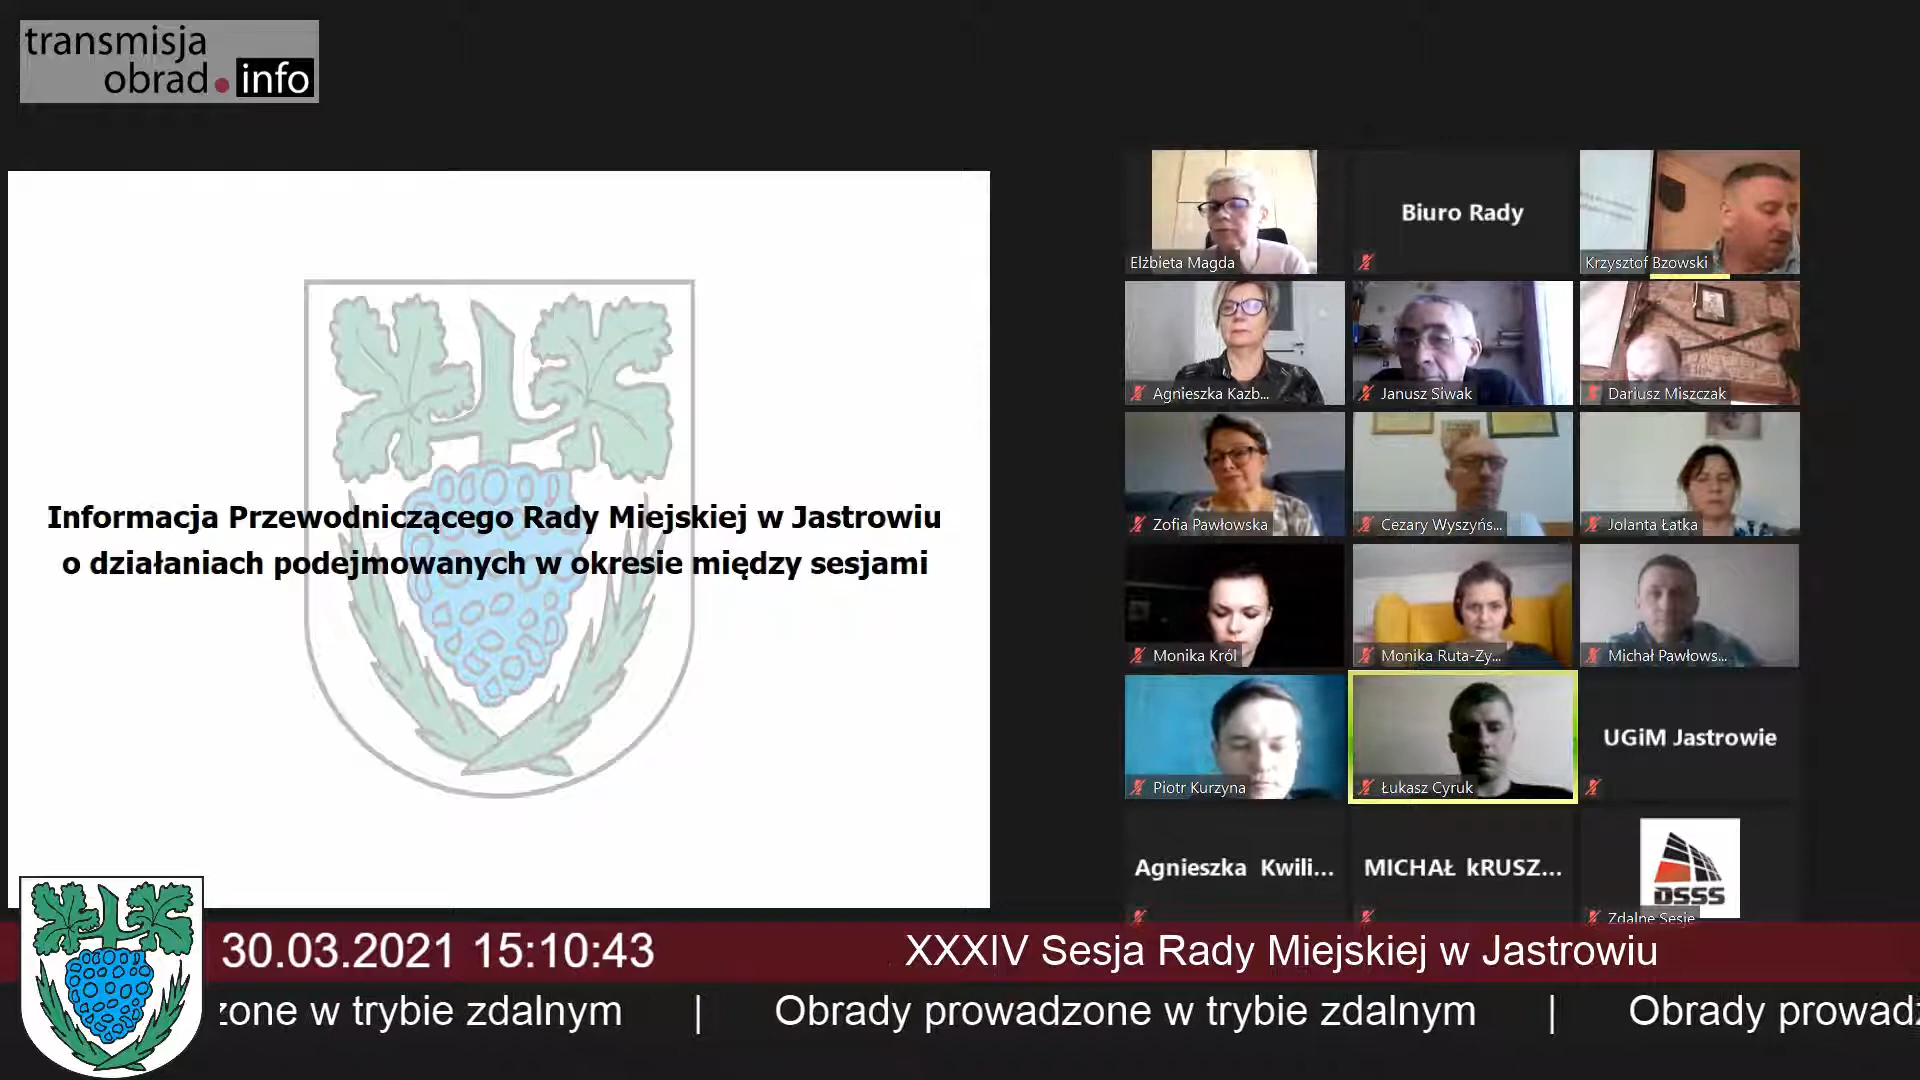 transmisja
obrad.info
Informacja Przewodniczącego Rady Miejskiej w Jastrowiu
o działaniach podejmowanych w okresie między sesjami
Elżbieta Magda
Biuro Rady
Krzysztof Bzowski
Agnieszka Kazb...
Janusz Siwak
Dariusz Miszczak
Zofia Pawłowska
Cezary Wyszyńs...
Jolanta Łatka
Monika Król
Monika Ruta-Zy...
Michał Pawłows...
Piotr Kurzyna
Łukasz Cyruk
UGiM Jastrowie
Agnieszka Kwili...
MICHAŁ kRUSZ...
DSSS
Zdalne Sesje
30.03.2021 15:10:43
XXXIV Sesja Rady Miejskiej w Jastrowiu
zone w trybie zdalnym | Obrady prowadzone w trybie zdalnym | Obrady prowadz